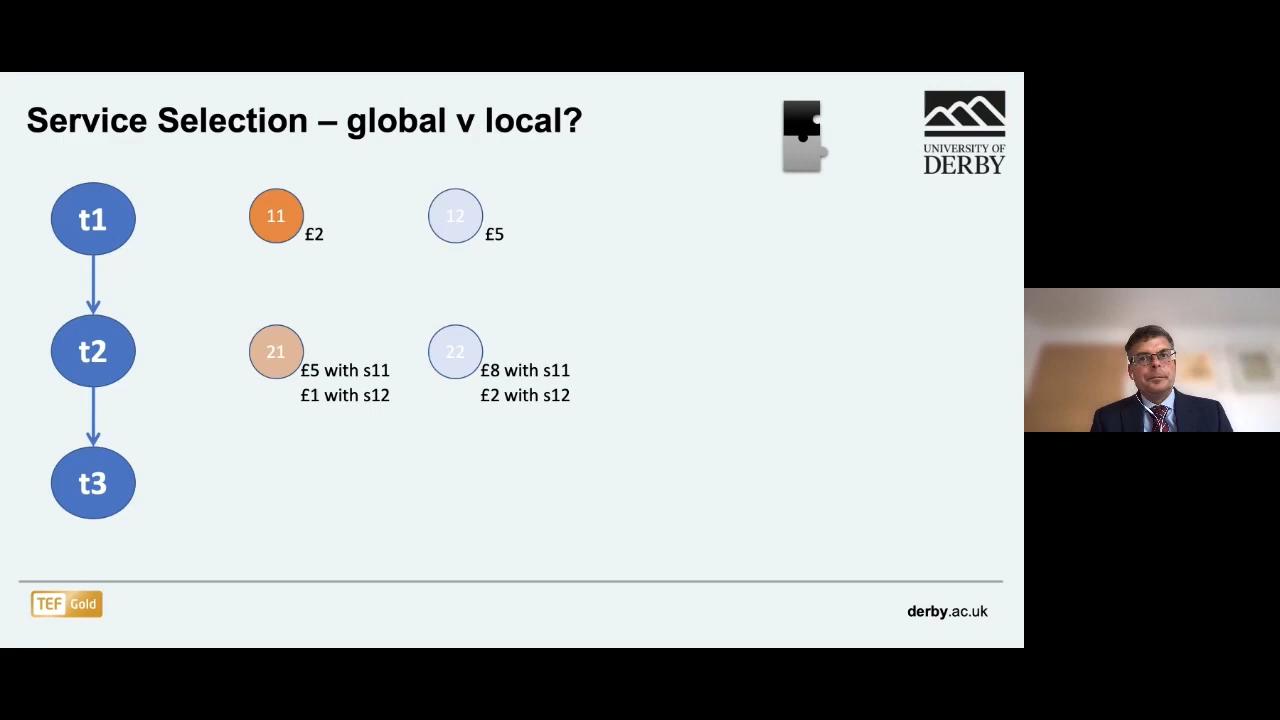 Service Selection – global v local?
UNIVERSITY OF
DERBY
t1
11
£2
12
£5
t2
21
£5 with s11
£1 with s12
22
£8 with s11
£2 with s12
t3
TEF Gold
derby.ac.uk